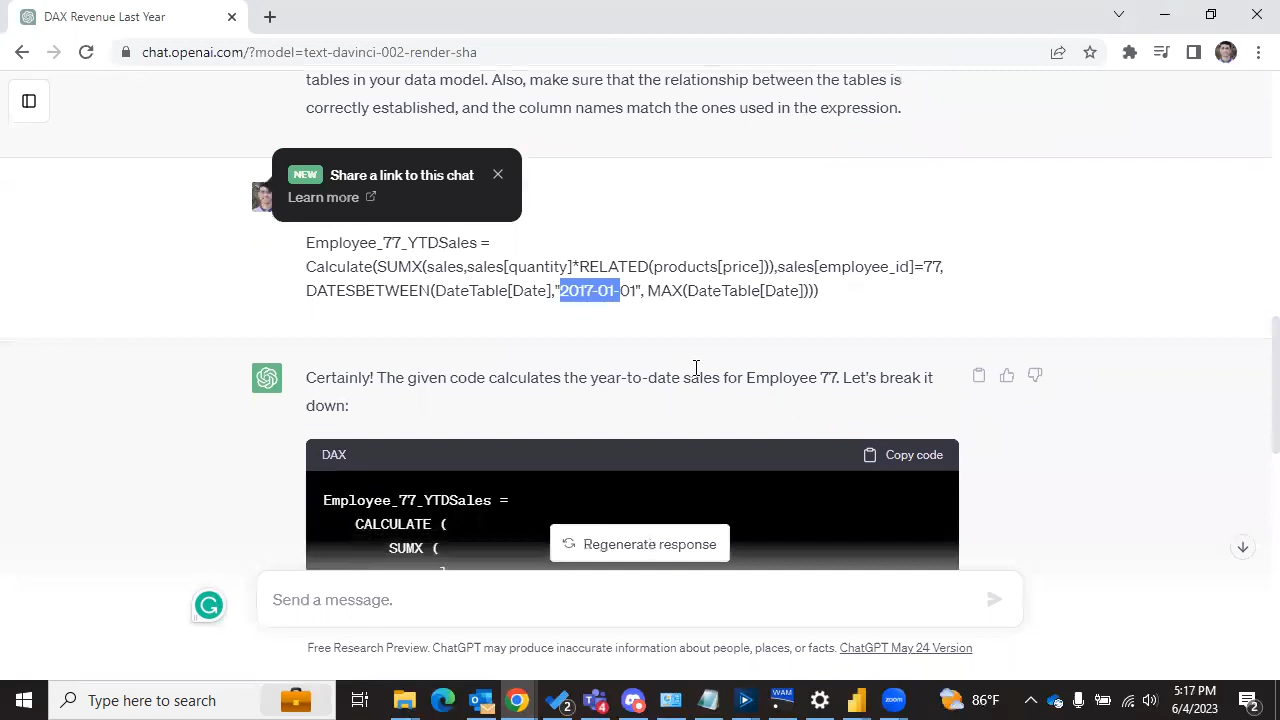 DAX Revenue Last Year
chat.openai.com/?model=text-davinci-002-render-sha
tables in your data model. Also, make sure that the relationship between the tables is
correctly established, and the column names match the ones used in the expression.
NEW Share a link to this chat
Learn more
Employee_77_YTDSales =
Calculate(SUMX(sales,sales[quantity]*RELATED(products[price])),sales[employee_id]=77,
DATESBETWEEN(DateTable[Date],"2017-01-01", MAX(DateTable[Date])))
Certainly! The given code calculates the year-to-date sales for Employee 77. Let's break it
down:
DAX Copy code
Employee_77_YTDSales =
CALCULATE (
SUMX (
Regenerate response
Send a message.
Free Research Preview. ChatGPT may produce inaccurate information about people, places, or facts. ChatGPT May 24 Version
Type here to search
2
4
WAM
zoom
86°F
5:17 PM
6/4/2023
2